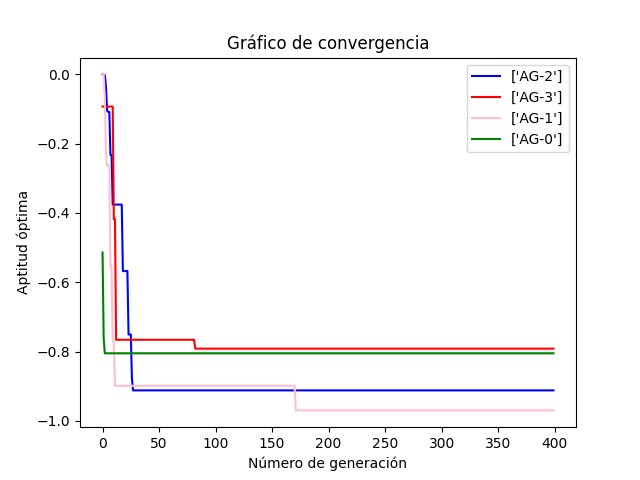 Gráfico de convergencia
['AG-2']
['AG-3']
['AG-1']
['AG-0']
Aptitud óptima
0.0
−0.2
−0.4
−0.6
−0.8
−1.0
0 50 100 150 200 250 300 350 400
Número de generación